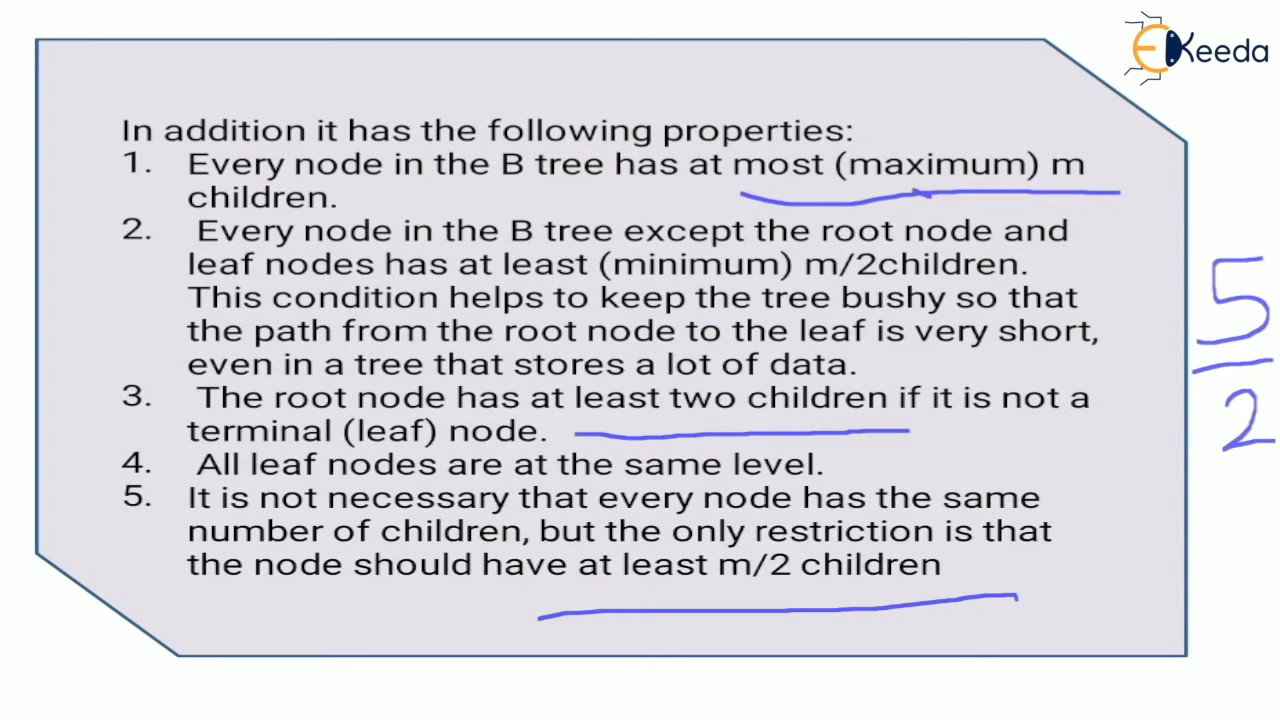 EKeeda
In addition it has the following properties:
1. Every node in the B tree has at most (maximum) m
children.
2. Every node in the B tree except the root node and
leaf nodes has at least (minimum) m/2children.
This condition helps to keep the tree bushy so that
the path from the root node to the leaf is very short,
even in a tree that stores a lot of data.
3. The root node has at least two children if it is not a
terminal (leaf) node.
4. All leaf nodes are at the same level.
5. It is not necessary that every node has the same
number of children, but the only restriction is that
the node should have at least m/2 children
5
2